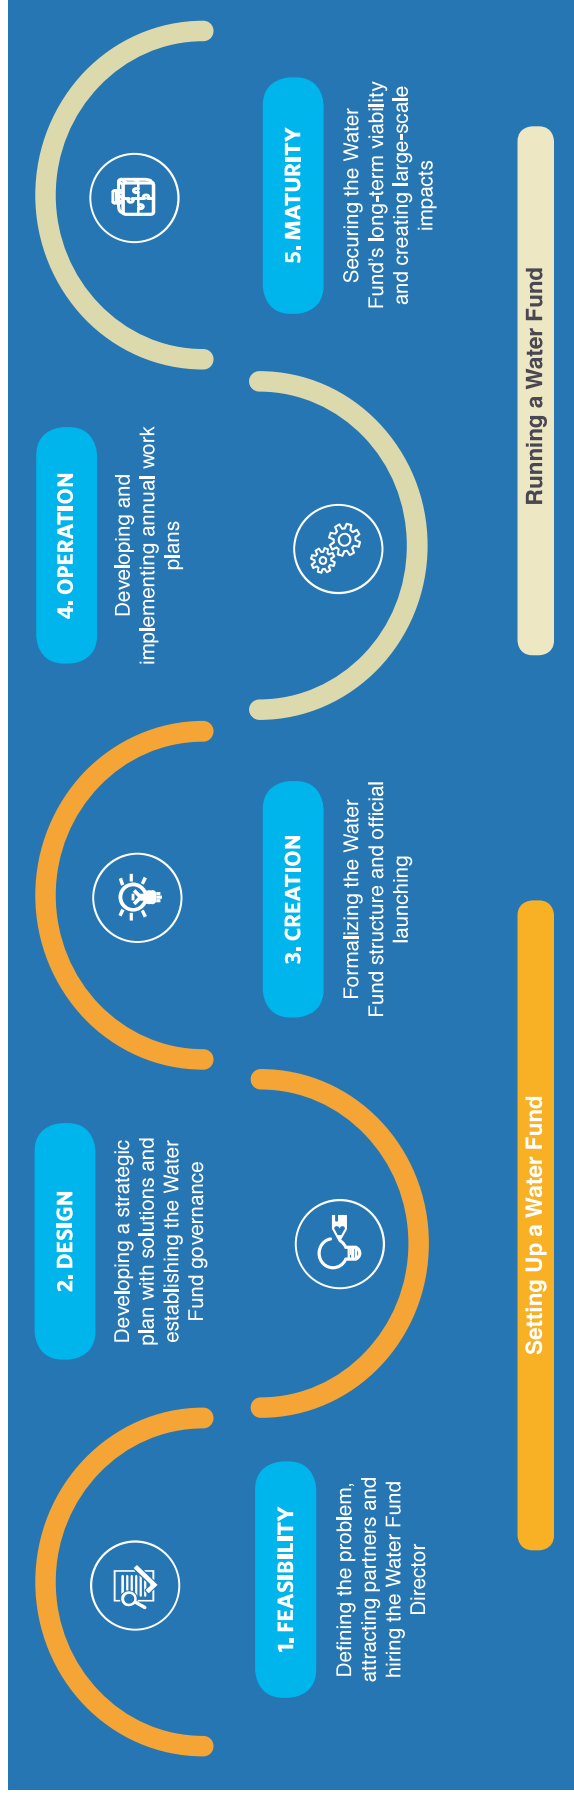 1. FEASIBILITY
Defining the problem,
attracting partners and
hiring the Water Fund
Director
2. DESIGN
Developing a strategic
plan with solutions and
establishing the Water
Fund governance
3. CREATION
Formalizing the Water
Fund structure and official
launching
4. OPERATION
Developing and
implementing annual work
plans
5. MATURITY
Securing the Water
Fund's long-term viability
and creating large-scale
impacts
Setting Up a Water Fund
Running a Water Fund